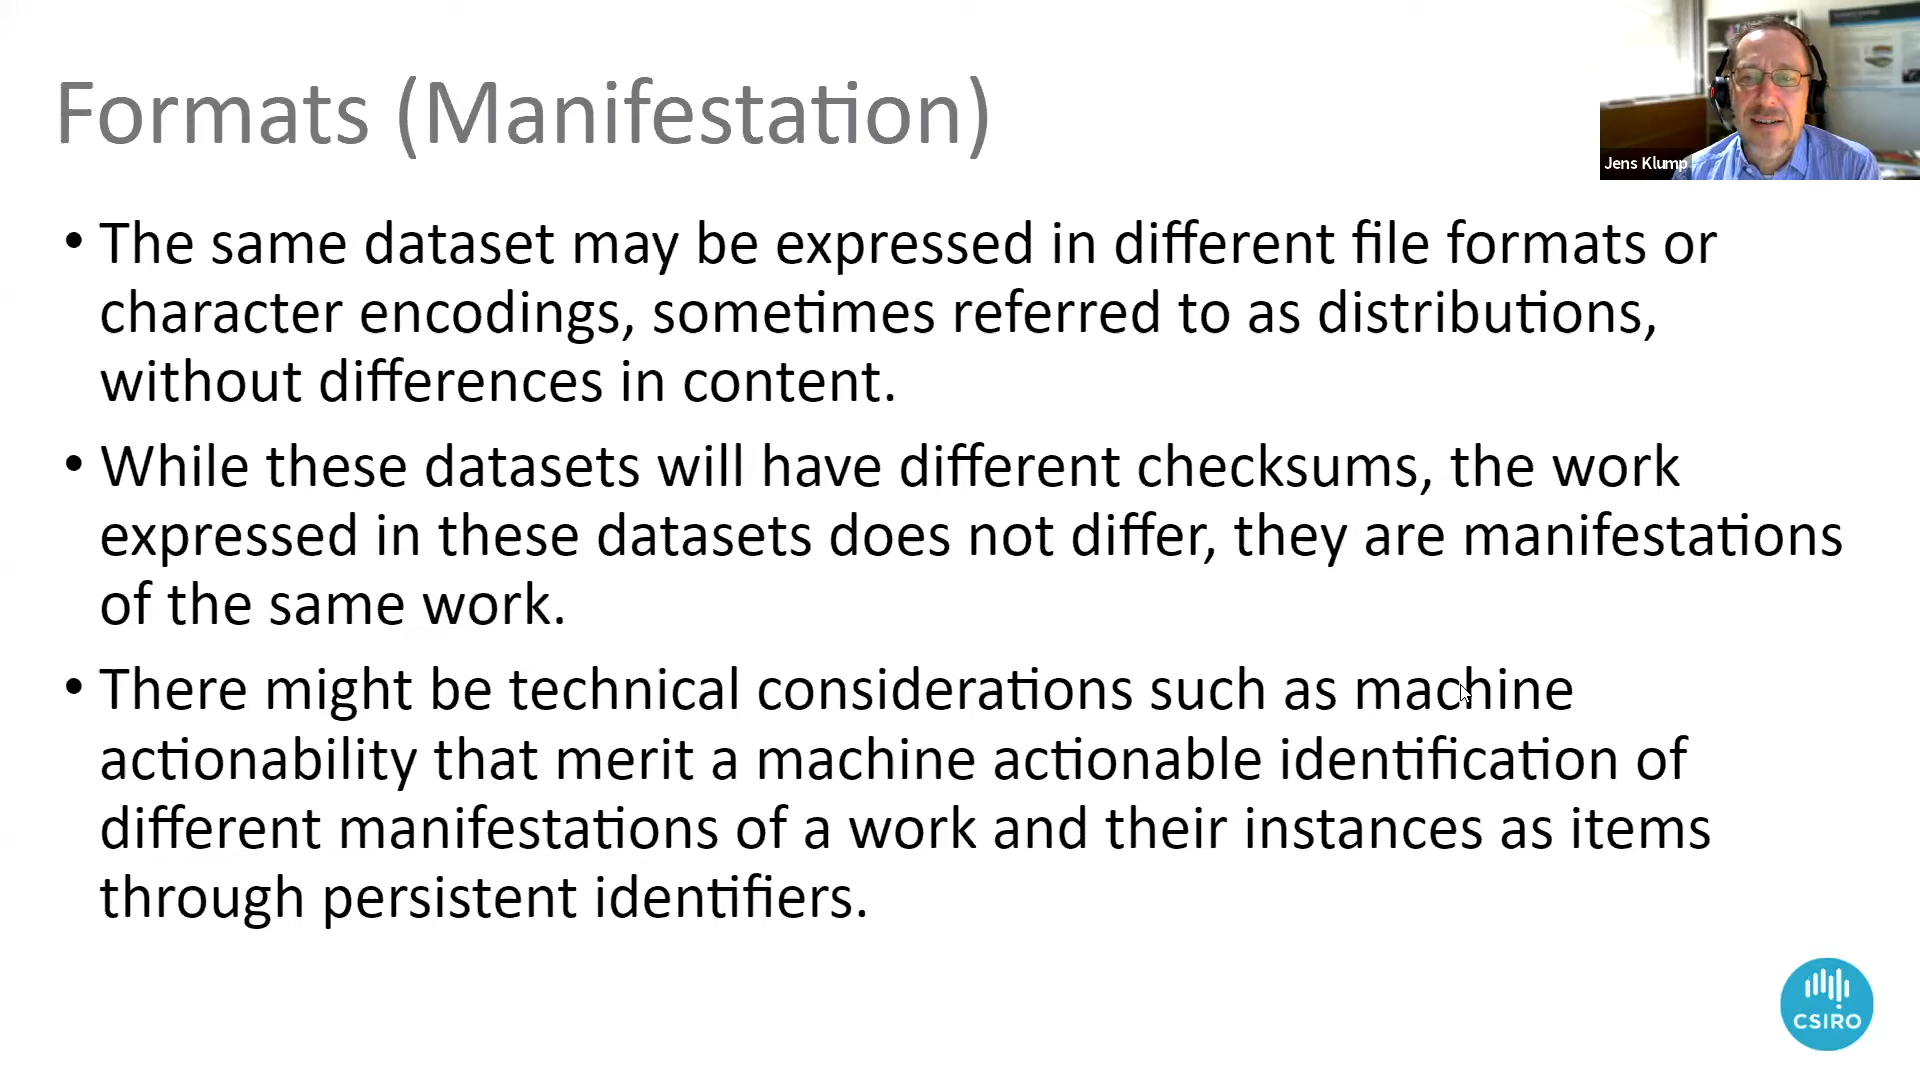 Formats (Manifestation)
Jens Klump
• The same dataset may be expressed in different file formats or
character encodings, sometimes referred to as distributions,
without differences in content.
• While these datasets will have different checksums, the work
expressed in these datasets does not differ, they are manifestations
of the same work.
• There might be technical considerations such as machine
actionability that merit a machine actionable identification of
different manifestations of a work and their instances as items
through persistent identifiers.
CSIRO